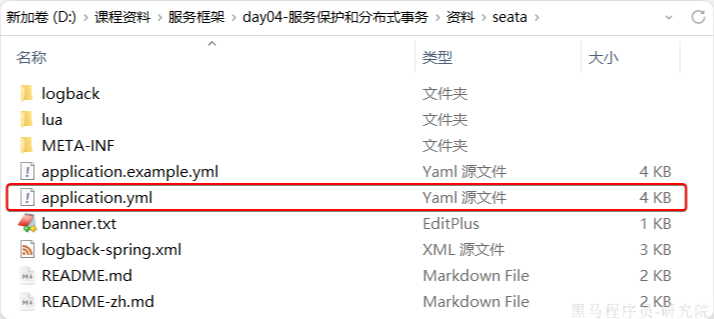 新加卷 (D:) > 课程资料 > 服务框架 > day04-服务保护和分布式事务 > 资料 > seata >
名称 类型 大小
logback 文件夹
lua 文件夹
META-INF 文件夹
application.example.yml Yaml 源文件 4 KB
application.yml Yaml 源文件 4 KB
banner.txt EditPlus 1 KB
logback-spring.xml XML 源文件 3 KB
README.md Markdown File 2 KB
README-zh.md Markdown File 2 KB
黑马程序员-研究院